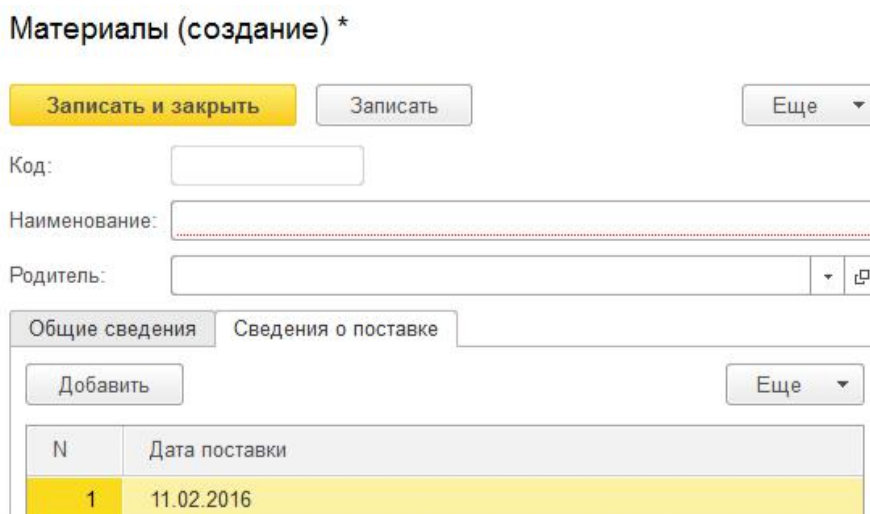 Материалы (создание) *
Записать и закрыть Записать Еще
Код:
Наименование:
Родитель:
Общие сведения Сведения о поставке
Добавить Еще
N Дата поставки
1 11.02.2016